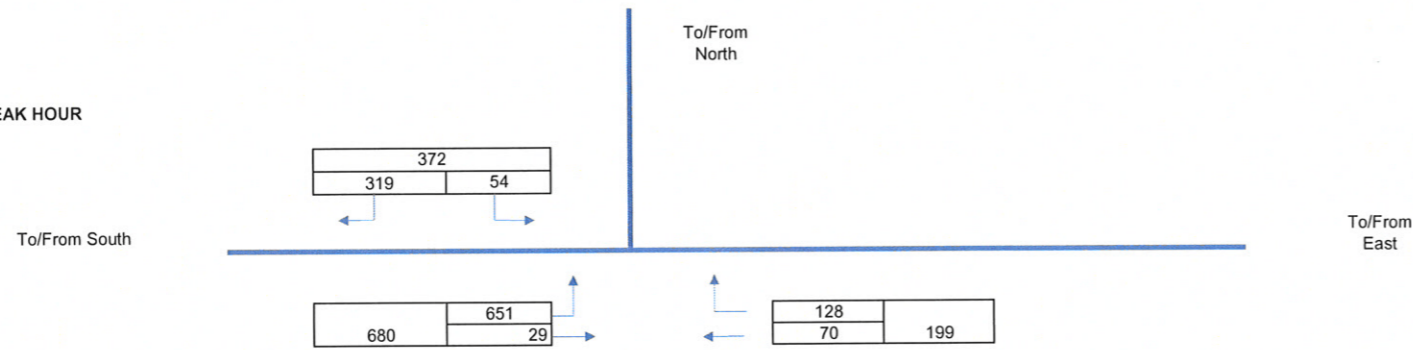 To/From
North
EAK HOUR
372
319 54
To/From South
To/From
East
651
680 29
128
70 199